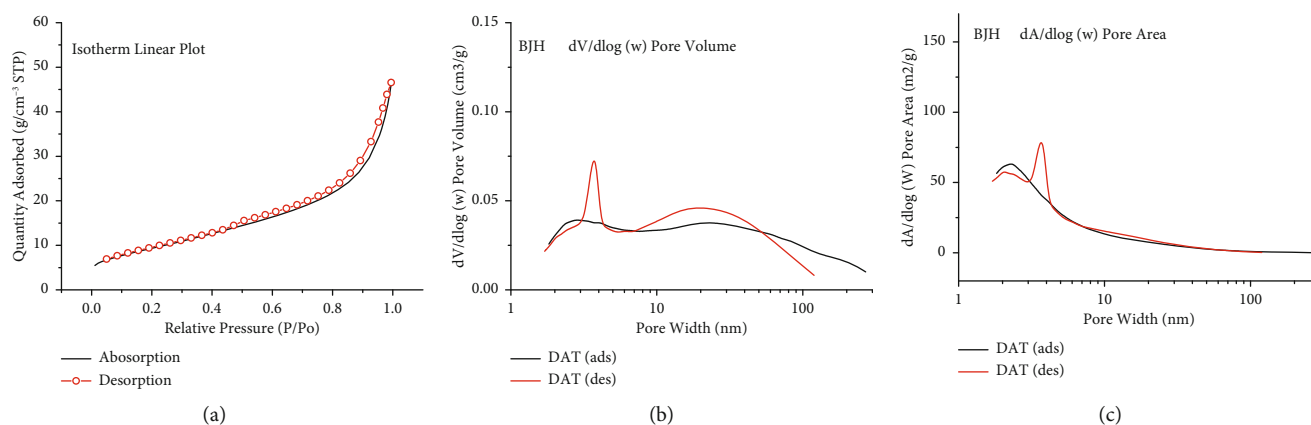 60
50
40
30
20
10
0
Quantity Adsorbed (g/cm⁻³ STP)
Isotherm Linear Plot
0.0 0.2 0.4 0.6 0.8 1.0
Relative Pressure (P/Po)
Abosorption
Desorption
(a)
0.15
0.10
0.05
0.00
dV/dlog (w) Pore Volume (cm3/g)
BJH dV/dlog (w) Pore Volume
1 10 100
Pore Width (nm)
DAT (ads)
DAT (des)
(b)
150
100
50
0
dA/dlog (W) Pore Area (m2/g)
BJH dA/dlog (w) Pore Area
1 10 100
Pore Width (nm)
DAT (ads)
DAT (des)
(c)